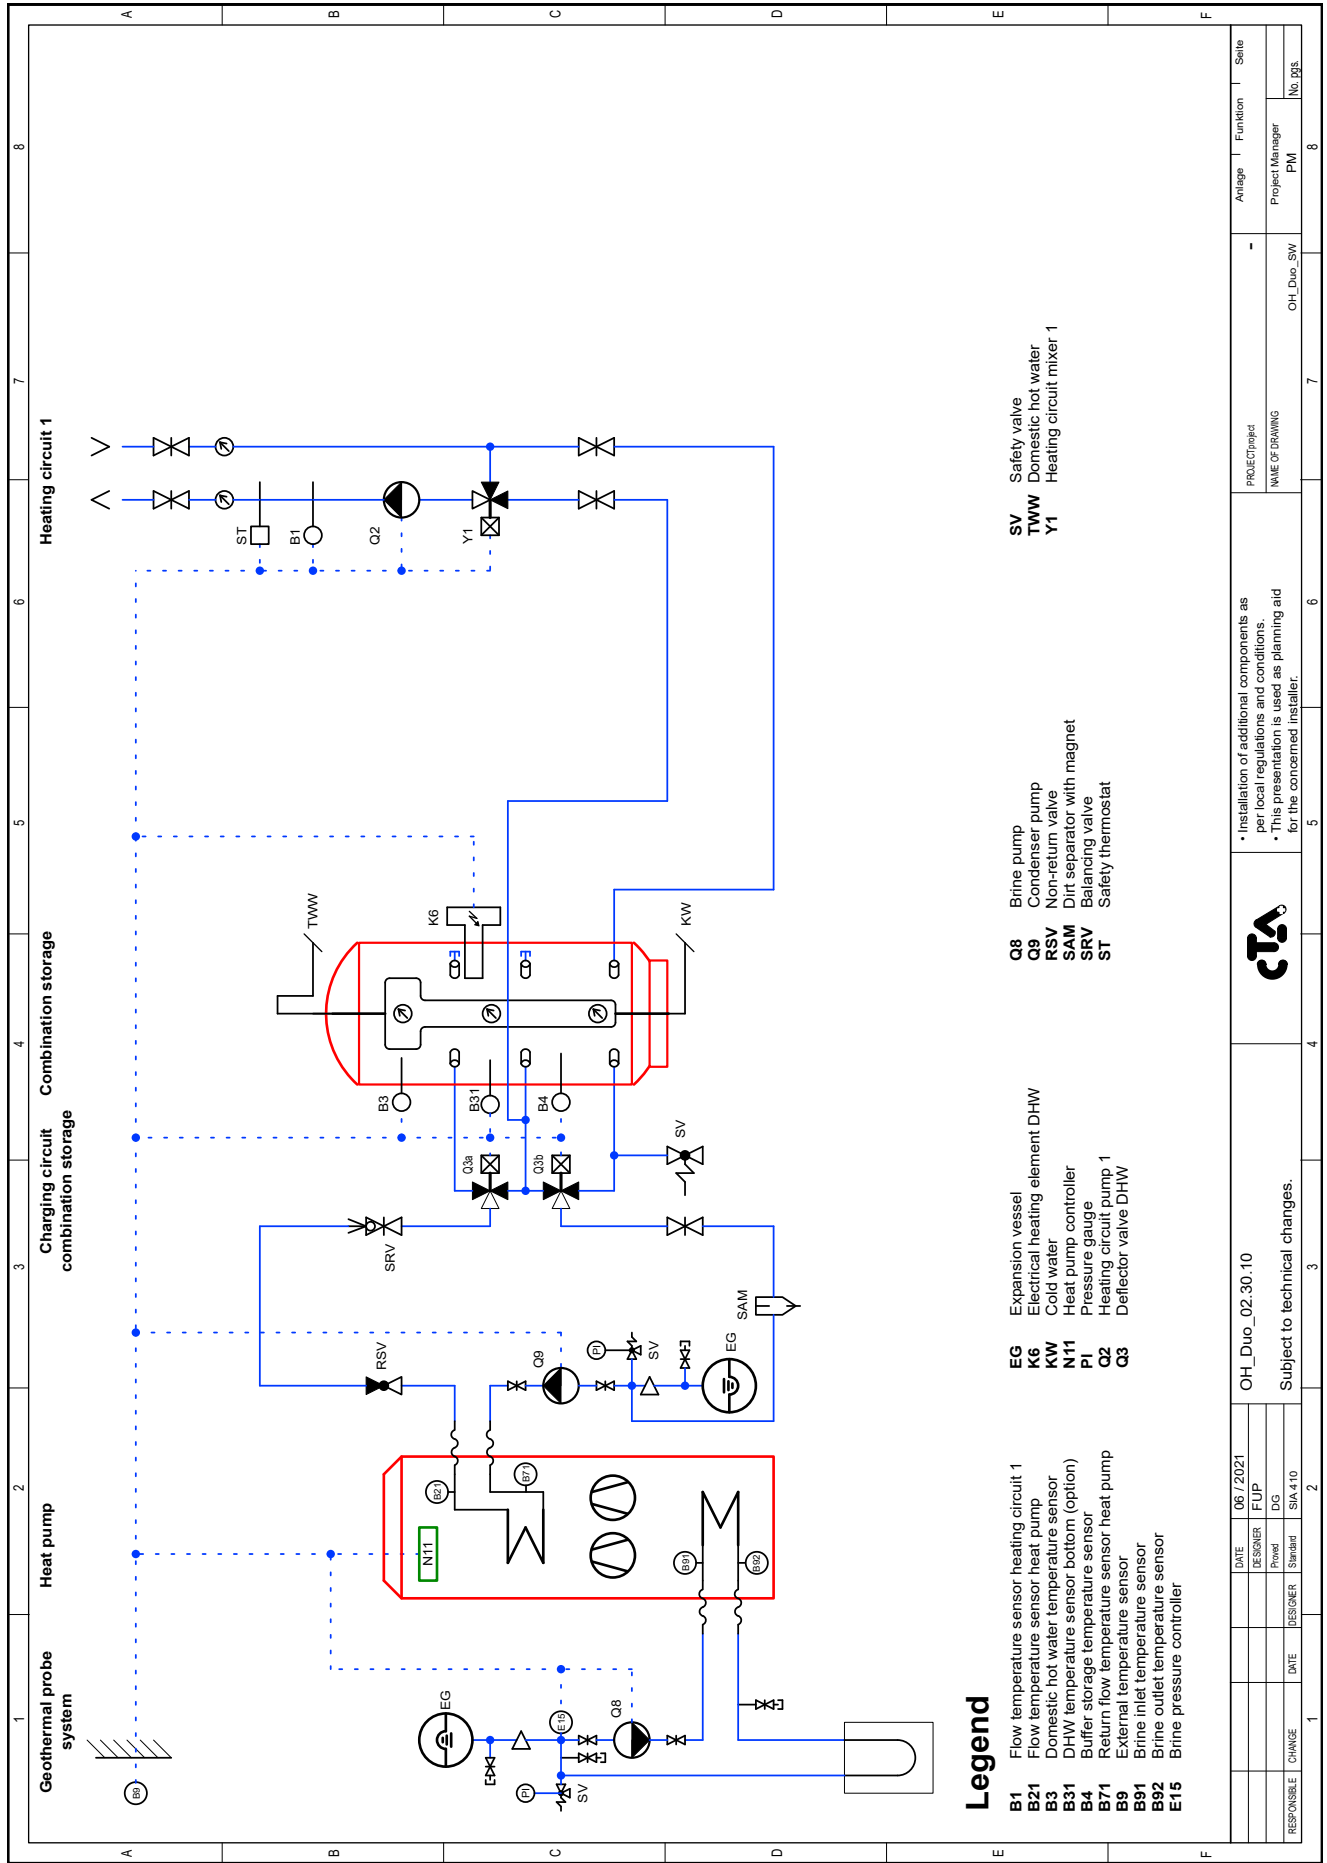 1
2
3
4
5
6
7
8
A
B
C
D
E
F
Geothermal probe
system
Heat pump
Charging circuit
combination storage
Combination storage
Heating circuit 1
B9
N11
B21
B71
B91
B92
EG
PI
SV
E15
Q8
RSV
Q9
PI
SV
EG
SAM
SRV
Q3a
Q3b
SV
B3
B31
B4
TWW
K6
KW
ST
B1
Q2
Y1
Legend
B1 Flow temperature sensor heating circuit 1
B21 Flow temperature sensor heat pump
B3 Domestic hot water temperature sensor
B31 DHW temperature sensor bottom (option)
B4 Buffer storage temperature sensor
B71 Return flow temperature sensor heat pump
B9 External temperature sensor
B91 Brine inlet temperature sensor
B92 Brine outlet temperature sensor
E15 Brine pressure controller
EG Expansion vessel
K6 Electrical heating element DHW
KW Cold water
N11 Heat pump controller
PI Pressure gauge
Q2 Heating circuit pump 1
Q3 Deflector valve DHW
Q8 Brine pump
Q9 Condenser pump
RSV Non-return valve
SAM Dirt separator with magnet
SRV Balancing valve
ST Safety thermostat
SV Safety valve
TWW Domestic hot water
Y1 Heating circuit mixer 1
A
B
C
D
E
F
RESPONSIBLE CHANGE DATE DESIGNER
DATE 06 / 2021
DESIGNER FUP
Proved DG
Standard SIA 410
OH_Duo_02.30.10
Subject to technical changes.
CTA
• Installation of additional components as
per local regulations and conditions.
• This presentation is used as planning aid
for the concerned installer.
PROJECTproject
-
NAME OF DRAWING
OH_Duo_SW
Anlage Funktion Seite
Project Manager
PM
No. pgs.
1
2
3
4
5
6
7
8